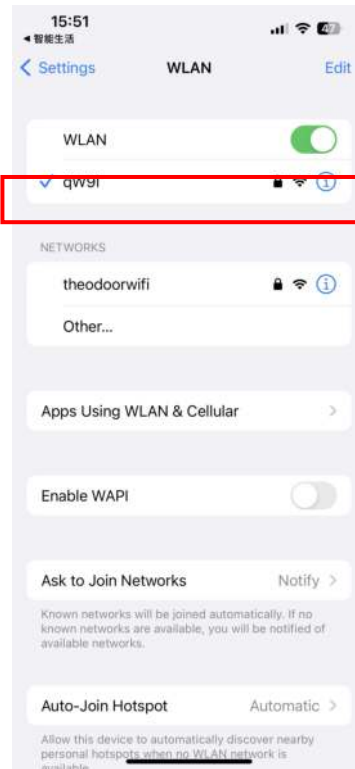 15:51
47
◀ 智能生活
Settings
WLAN
Edit
WLAN
qW9I
NETWORKS
theodoorwifi
Other...
Apps Using WLAN & Cellular
Enable WAPI
Ask to Join Networks
Notify
Known networks will be joined automatically. If no
known networks are available, you will be notified of
available networks.
Auto-Join Hotspot
Automatic
Allow this device to automatically discover nearby
personal hotspots when no WLAN network is
available.